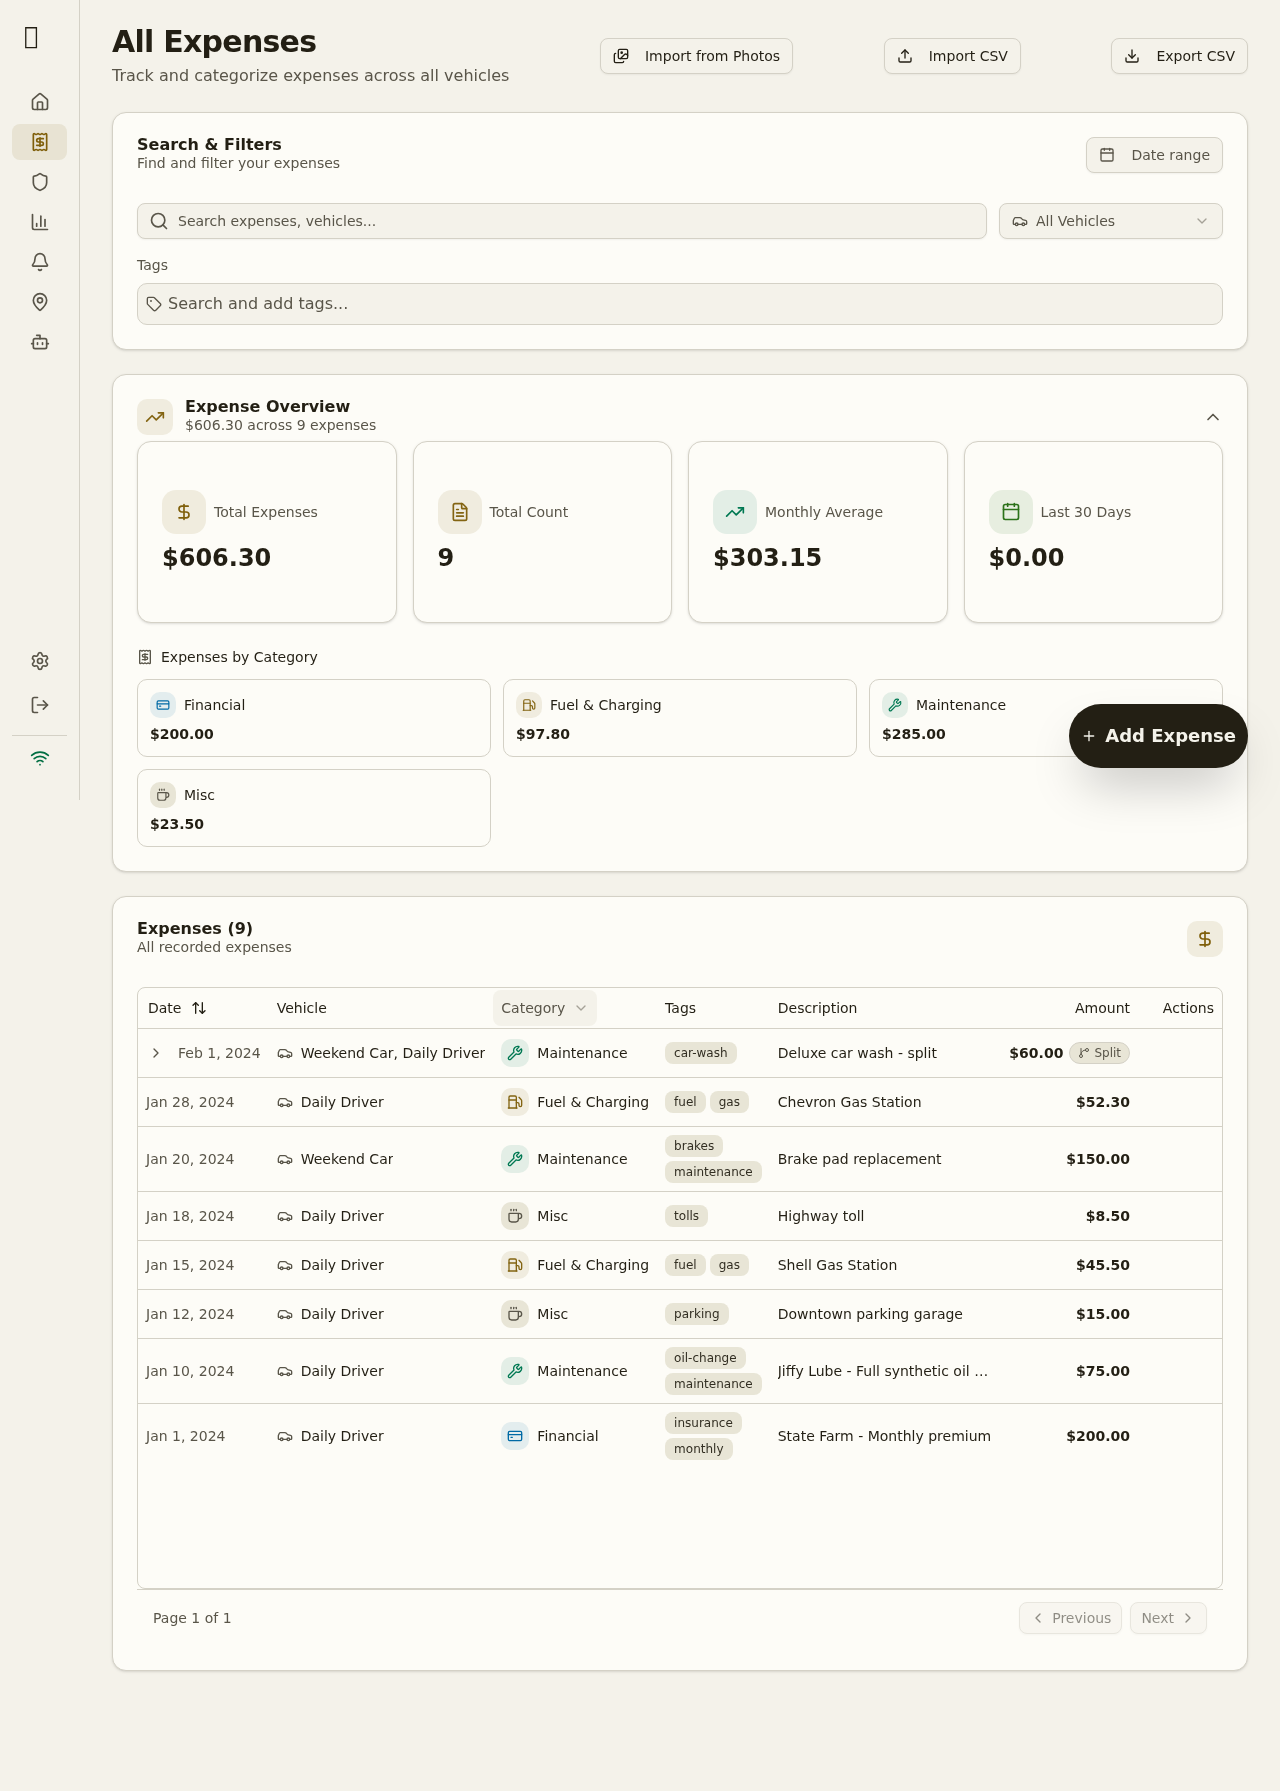 All Expenses
Track and categorize expenses across all vehicles
Import from Photos
Import CSV
Export CSV
Search & Filters
Find and filter your expenses
Date range
Search expenses, vehicles...
All Vehicles
Tags
Search and add tags...
Expense Overview
$606.30 across 9 expenses
Total Expenses
$606.30
Total Count
9
Monthly Average
$303.15
Last 30 Days
$0.00
Expenses by Category
Financial
$200.00
Fuel & Charging
$97.80
Maintenance
$285.00
Add Expense
Misc
$23.50
Expenses (9)
All recorded expenses
Date Vehicle Category Tags Description Amount Actions
Feb 1, 2024 Weekend Car, Daily Driver Maintenance car-wash Deluxe car wash - split $60.00 Split
Jan 28, 2024 Daily Driver Fuel & Charging fuel gas Chevron Gas Station $52.30
Jan 20, 2024 Weekend Car Maintenance brakes maintenance Brake pad replacement $150.00
Jan 18, 2024 Daily Driver Misc tolls Highway toll $8.50
Jan 15, 2024 Daily Driver Fuel & Charging fuel gas Shell Gas Station $45.50
Jan 12, 2024 Daily Driver Misc parking Downtown parking garage $15.00
Jan 10, 2024 Daily Driver Maintenance oil-change maintenance Jiffy Lube - Full synthetic oil ... $75.00
Jan 1, 2024 Daily Driver Financial insurance monthly State Farm - Monthly premium $200.00
Page 1 of 1
Previous
Next